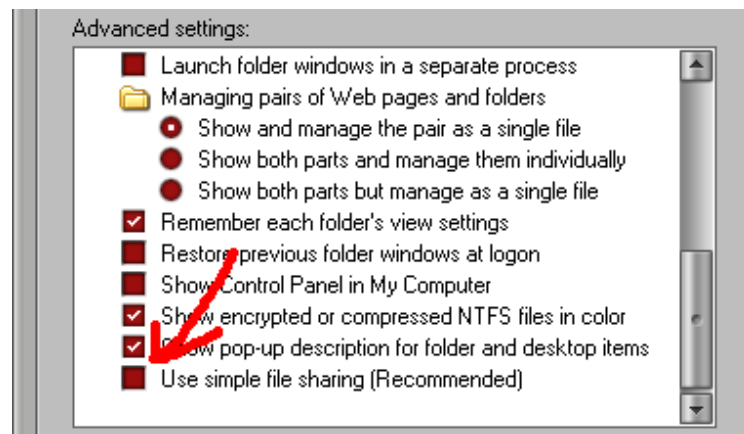 Advanced settings:
Launch folder windows in a separate process
Managing pairs of Web pages and folders
Show and manage the pair as a single file
Show both parts and manage them individually
Show both parts but manage as a single file
Remember each folder's view settings
Restore previous folder windows at logon
Show Control Panel in My Computer
Show encrypted or compressed NTFS files in color
Show pop-up description for folder and desktop items
Use simple file sharing (Recommended)